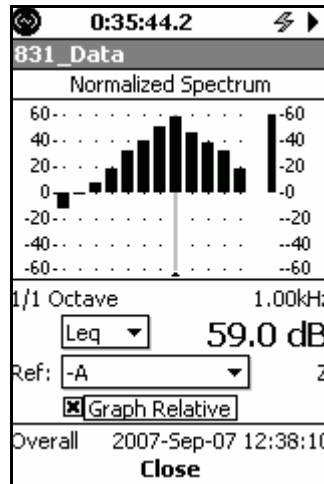 0:35:44.2
831_Data
Normalized Spectrum
60 -60
40 -40
20 -20
0 -0
-20 --20
-40 --40
-60 --60
1/1 Octave 1.00kHz
Leq 59.0 dB
Ref: -A Z
Graph Relative
Overall 2007-Sep-07 12:38:10
Close